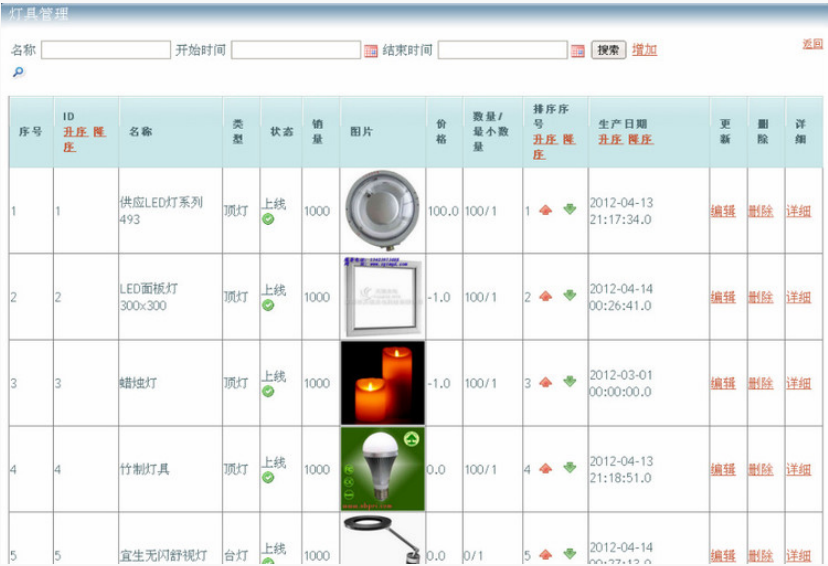 灯具管理
名称 开始时间 结束时间 搜索 增加 返回
序号 ID 升序 降序 名称 类型 状态 销量 图片 价格 数量/最小数量 排序序号 升序 降序 生产日期 升序 降序 更新 删除 详细
1 1 供应LED灯系列493 顶灯 上线 1000 100.0 100/1 1 2012-04-13 21:17:34.0 编辑 删除 详细
2 2 LED面板灯300x300 顶灯 上线 1000 -1.0 100/1 2 2012-04-14 00:26:41.0 编辑 删除 详细
3 3 蜡烛灯 顶灯 上线 1000 -1.0 100/1 3 2012-03-01 00:00:00.0 编辑 删除 详细
4 4 竹制灯具 顶灯 上线 1000 0.0 100/1 4 2012-04-13 21:18:51.0 编辑 删除 详细
5 5 宜生无闪舒视灯 台灯 上线 1000 0.0 0/1 5 2012-04-14 00:27:13.0 编辑 删除 详细